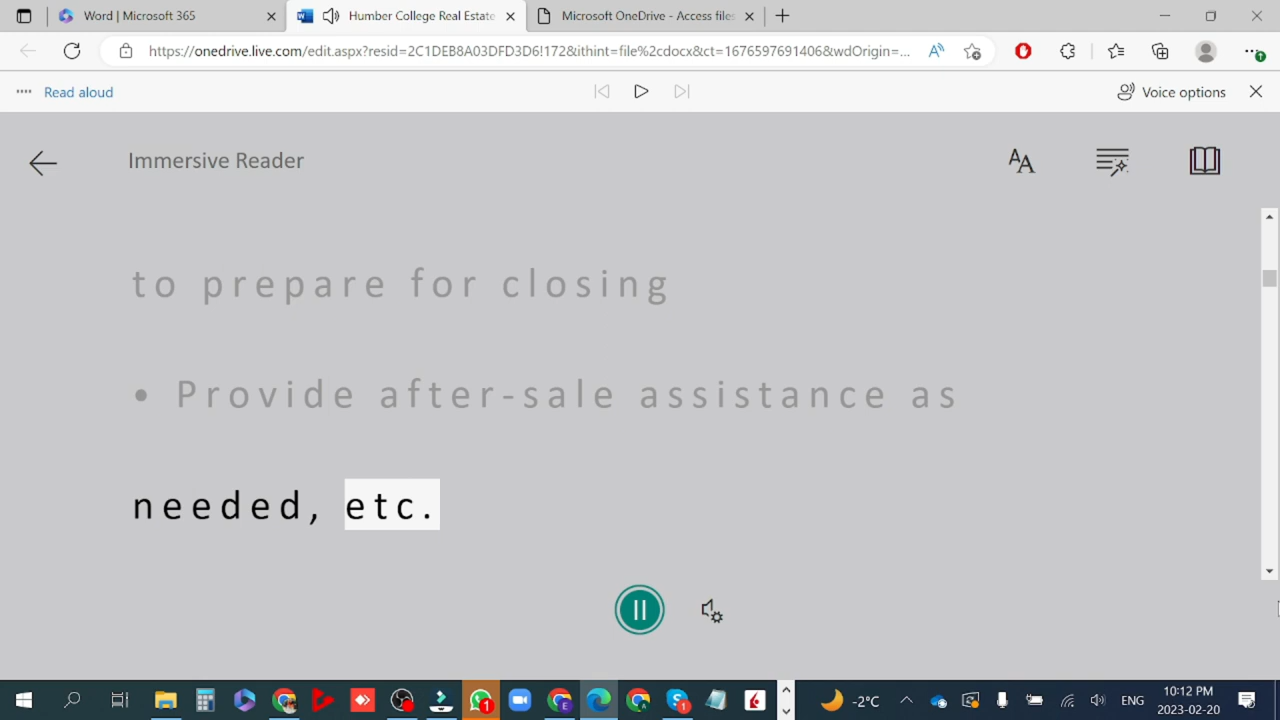 Word | Microsoft 365
Humber College Real Estate
Microsoft OneDrive - Access files
https://onedrive.live.com/edit.aspx?resid=2C1DEB8A03DFD3D6!172&ithint=file%2cdocx&ct=1676597691406&wdOrigin=...
Read aloud
Voice options
Immersive Reader
to prepare for closing
• Provide after-sale assistance as
needed, etc.
-2°C
ENG
10:12 PM
2023-02-20